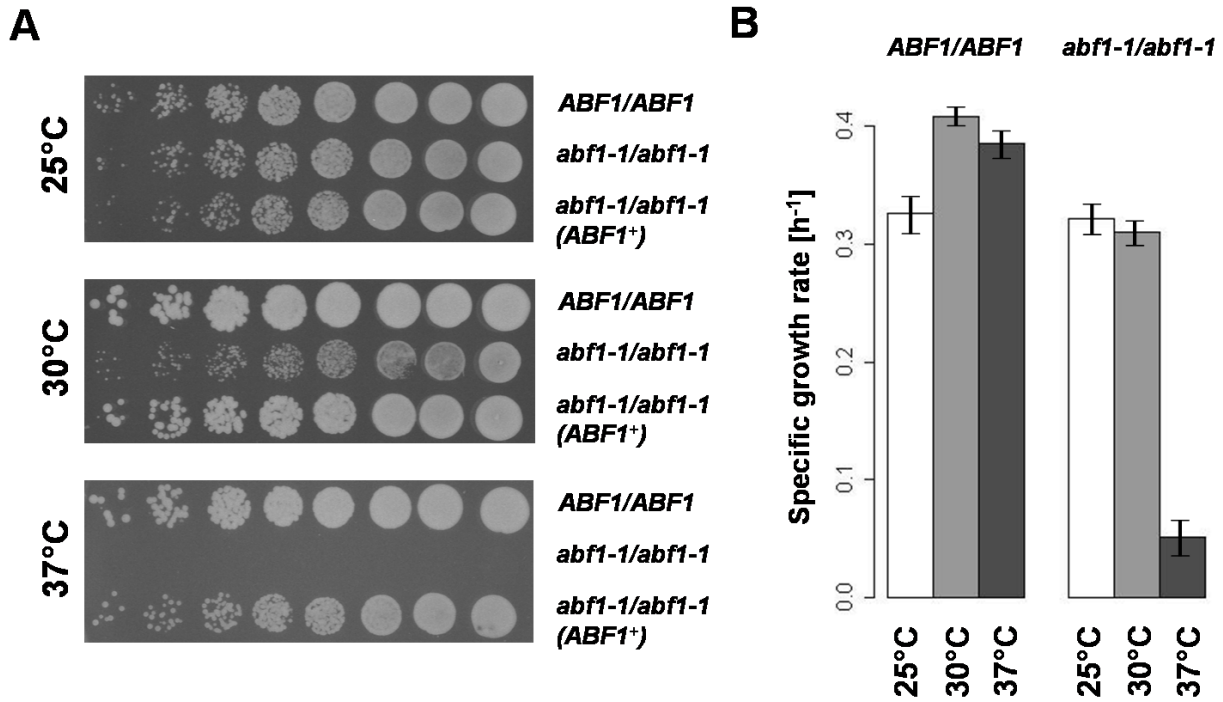 A
25°C
ABF1/ABF1
abf1-1/abf1-1
abf1-1/abf1-1
(ABF1⁺)
30°C
ABF1/ABF1
abf1-1/abf1-1
abf1-1/abf1-1
(ABF1⁺)
37°C
ABF1/ABF1
abf1-1/abf1-1
abf1-1/abf1-1
(ABF1⁺)
B
ABF1/ABF1 abf1-1/abf1-1
Specific growth rate [h⁻¹]
0.4
0.3
0.2
0.1
0.0
25°C 30°C 37°C 25°C 30°C 37°C